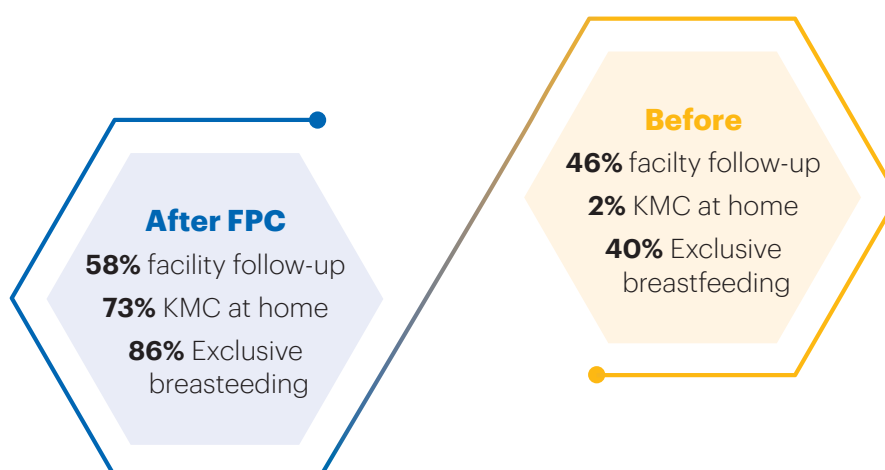 After FPC
58% facility follow-up
73% KMC at home
86% Exclusive
breasteeding
Before
46% facilty follow-up
2% KMC at home
40% Exclusive
breastfeeding